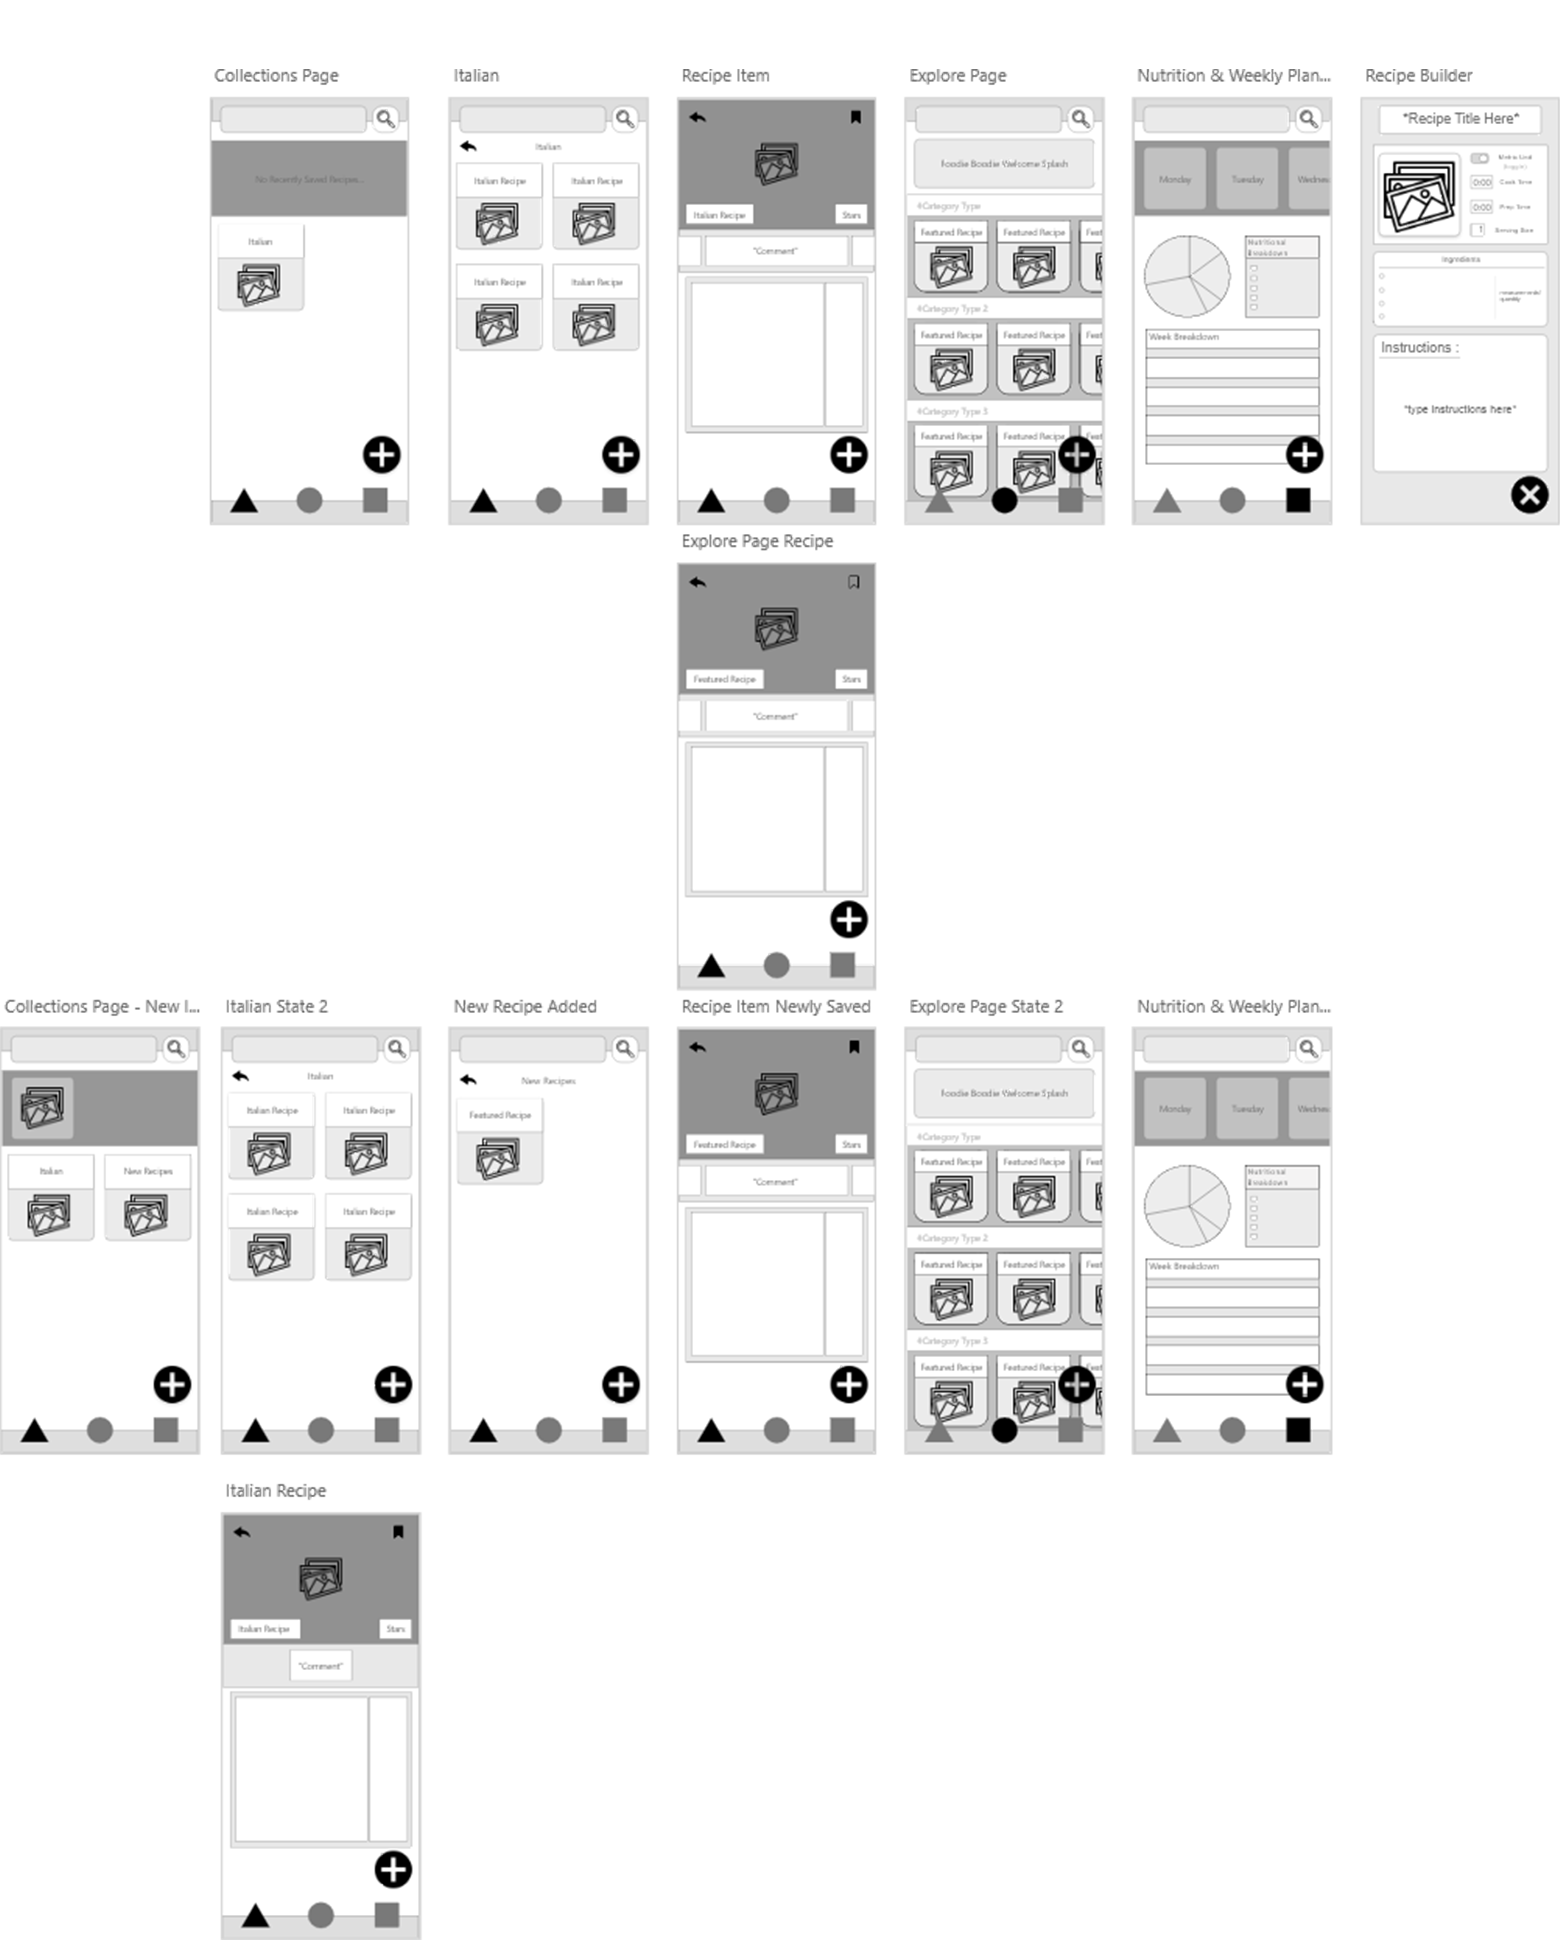 Collections Page
Italian
Recipe Item
Explore Page
Nutrition & Weekly Plan...
Recipe Builder
No Recently Saved Recipes...
Italian
Italian
Italian Recipe
Italian Recipe
Italian Recipe
Italian Recipe
Italian Recipe
Stars
"Comment"
Foodie Boodie Welcome Splash
#Category Type
Featured Recipe
Featured Recipe
Feat
#Category Type 2
Featured Recipe
Featured Recipe
Feat
#Category Type 3
Featured Recipe
Featured Recipe
Feat
Monday
Tuesday
Wednes
Nutritional
Breakdown
Week Breakdown
*Recipe Title Here*
Metric Unit
Cook Time
0:00
Prep Time
0:00
Serving Size
1
Ingredients
measurements/
quantity
Instructions :
*type instructions here*
Explore Page Recipe
Featured Recipe
Stars
"Comment"
Collections Page - New I...
Italian State 2
New Recipe Added
Recipe Item Newly Saved
Explore Page State 2
Nutrition & Weekly Plan...
Italian
New Recipes
Italian
Italian Recipe
Italian Recipe
Italian Recipe
Italian Recipe
New Recipes
Featured Recipe
Featured Recipe
Stars
"Comment"
Foodie Boodie Welcome Splash
#Category Type
Featured Recipe
Featured Recipe
Feat
#Category Type 2
Featured Recipe
Featured Recipe
Feat
#Category Type 3
Featured Recipe
Featured Recipe
Feat
Monday
Tuesday
Wednes
Nutritional
Breakdown
Week Breakdown
Italian Recipe
Italian Recipe
Stars
"Comment"